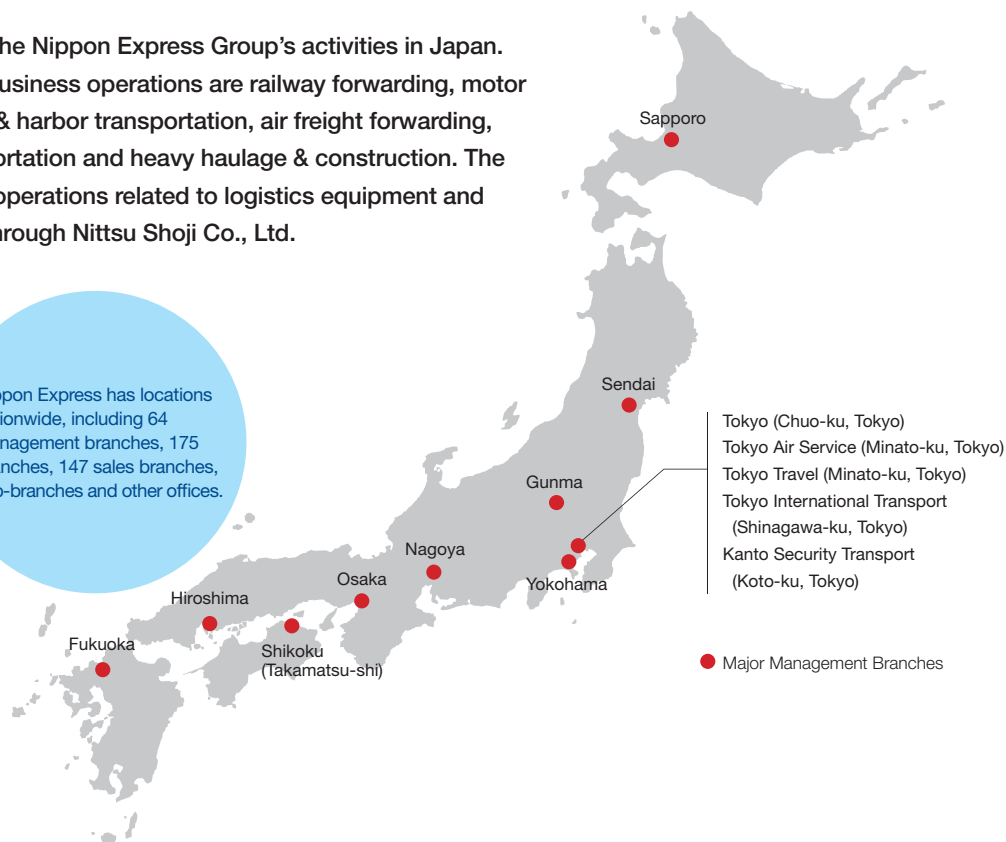 he Nippon Express Group's activities in Japan.
usiness operations are railway forwarding, motor
& harbor transportation, air freight forwarding,
ortation and heavy haulage & construction. The
operations related to logistics equipment and
hrough Nittsu Shoji Co., Ltd.
ppon Express has locations
ionwide, including 64
nagement branches, 175
anches, 147 sales branches,
b-branches and other offices.
Sapporo
Sendai
Gunma
Nagoya
Yokohama
Osaka
Hiroshima
Shikoku
(Takamatsu-shi)
Fukuoka
Tokyo (Chuo-ku, Tokyo)
Tokyo Air Service (Minato-ku, Tokyo)
Tokyo Travel (Minato-ku, Tokyo)
Tokyo International Transport
(Shinagawa-ku, Tokyo)
Kanto Security Transport
(Koto-ku, Tokyo)
Major Management Branches